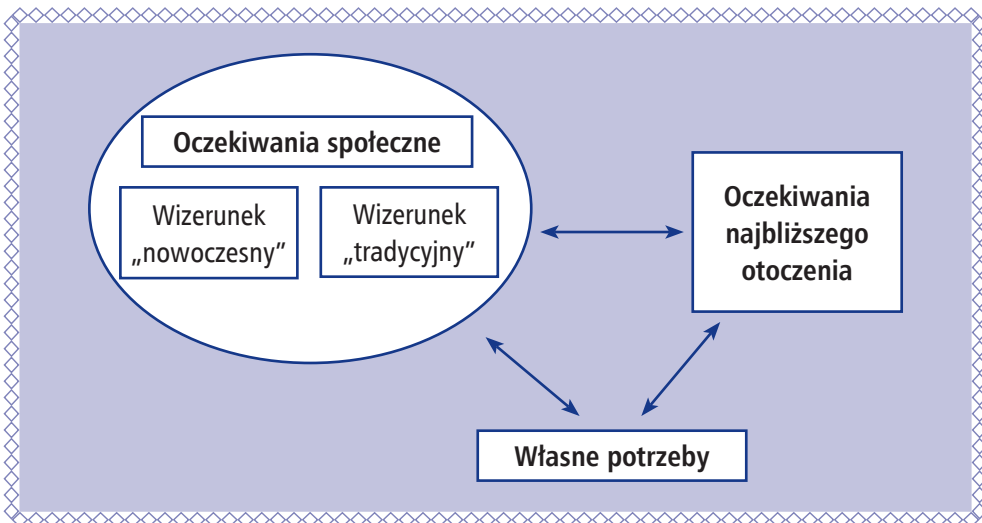 Oczekiwania społeczne
Wizerunek
„nowoczesny”
Wizerunek
„tradycyjny”
Oczekiwania
najbliższego
otoczenia
Własne potrzeby